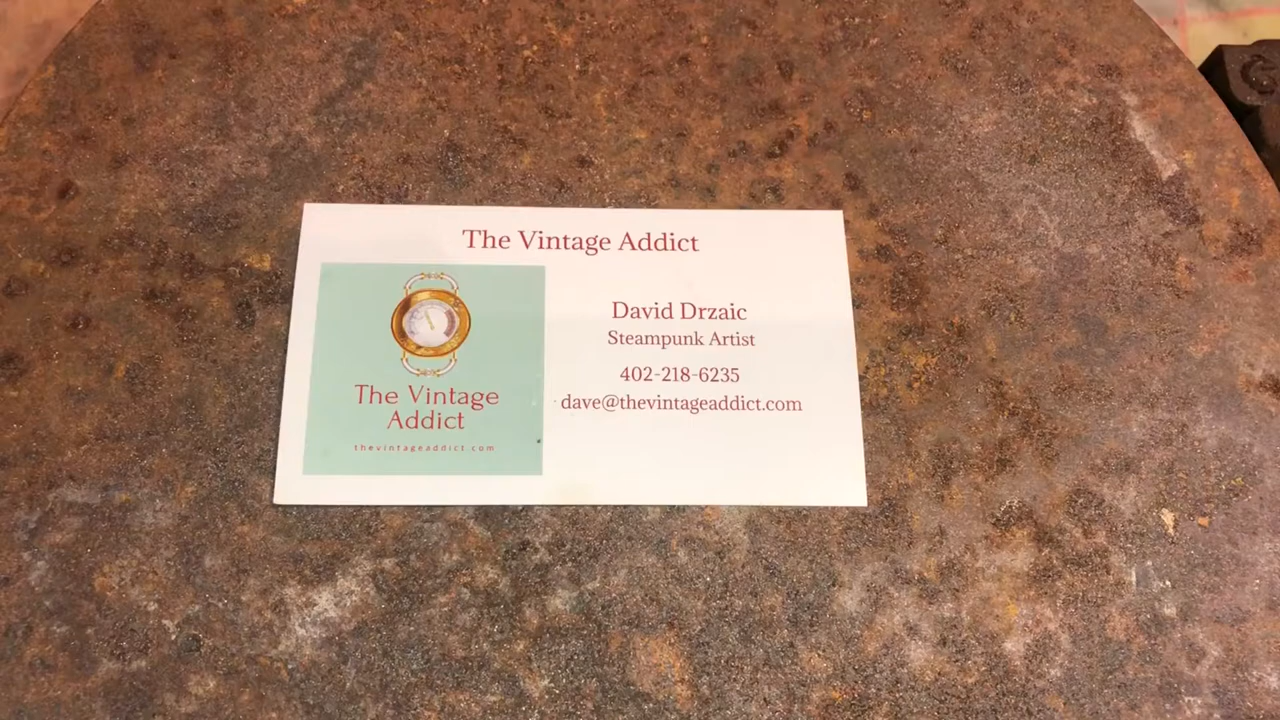 The Vintage Addict
The Vintage
Addict
thevintageaddict.com
David Drzaic
Steampunk Artist
402-218-6235
dave@thevintageaddict.com
G